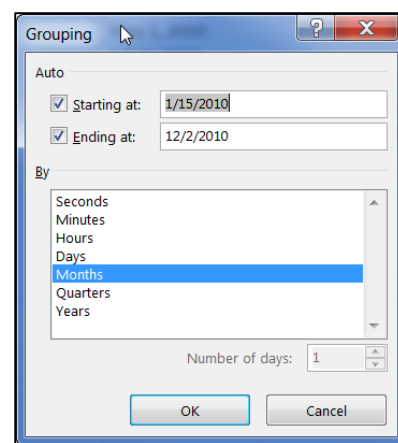 Grouping
?
X
Auto
Starting at: 1/15/2010
Ending at: 12/2/2010
By
Seconds
Minutes
Hours
Days
Months
Quarters
Years
Number of days: 1
OK Cancel